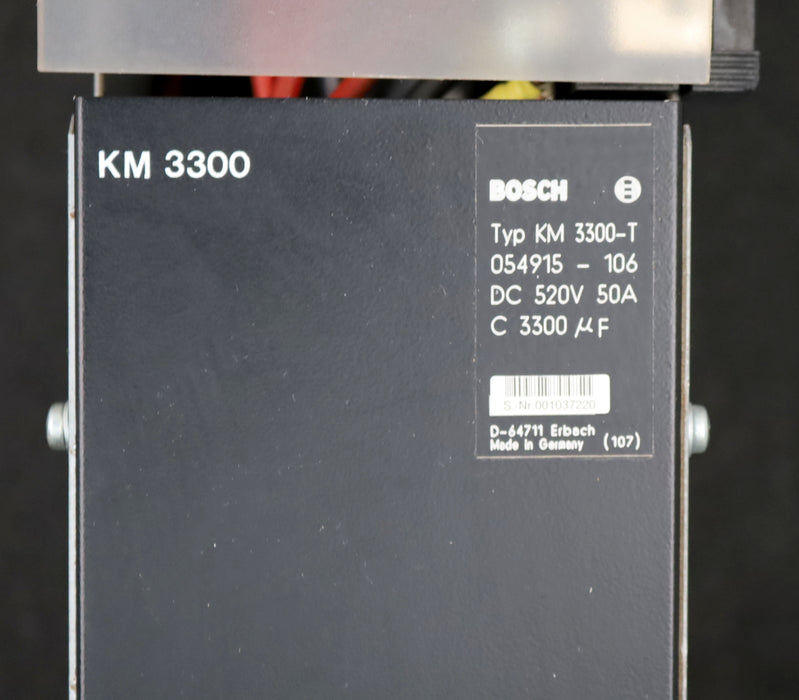 KM 3300
BOSCH
Typ KM 3300-T
054915 - 106
DC 520V 50A
C 3300 µF
S.-Nr.001037220
D-64711 Erbach
Made in Germany (107)